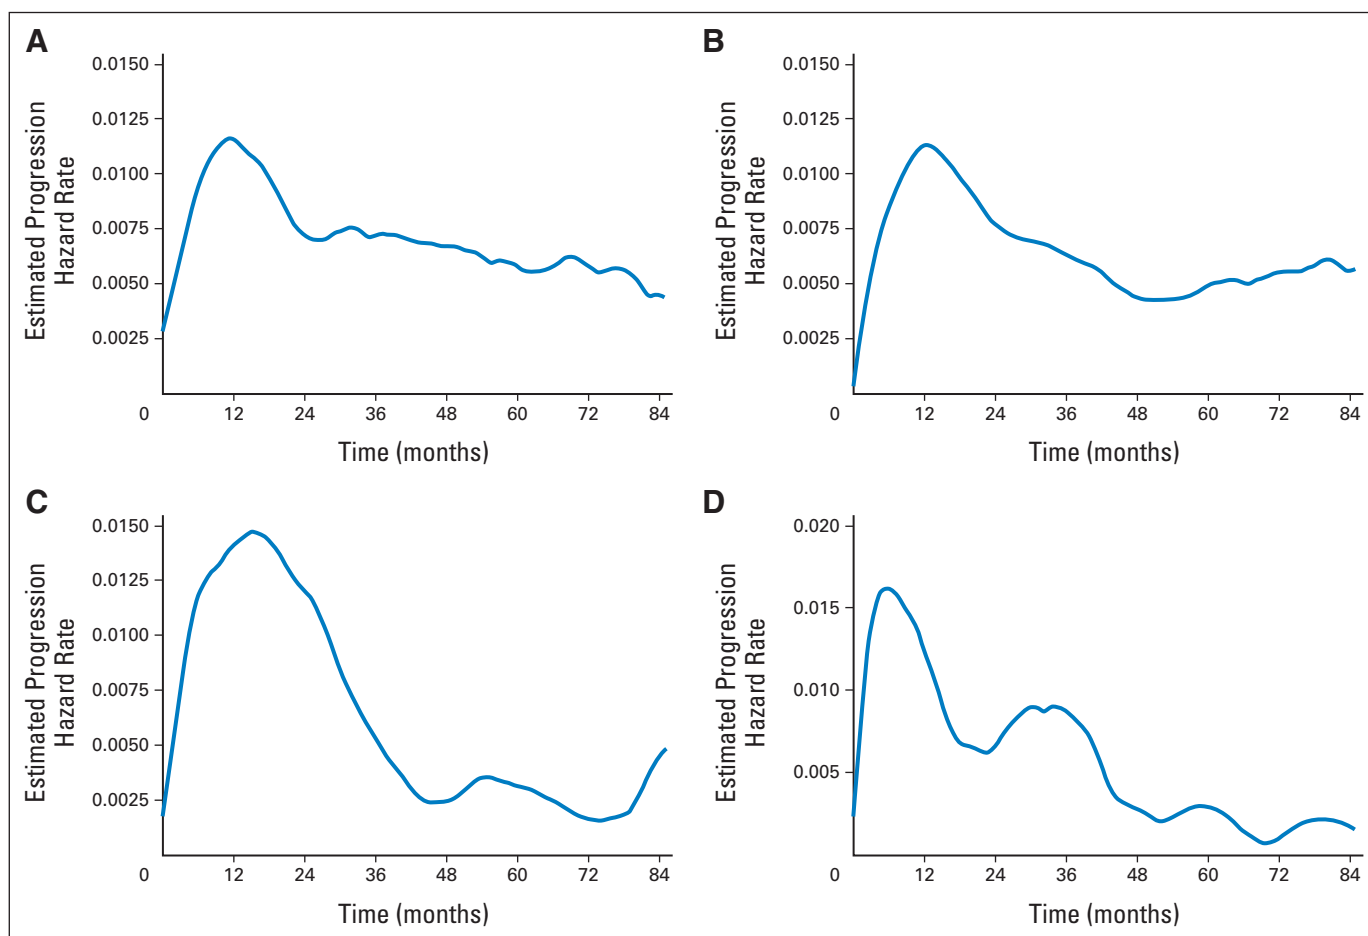 A
Estimated Progression
Hazard Rate
0.0150
0.0125
0.0100
0.0075
0.0050
0.0025
0 12 24 36 48 60 72 84
Time (months)
B
Estimated Progression
Hazard Rate
0.0150
0.0125
0.0100
0.0075
0.0050
0.0025
0 12 24 36 48 60 72 84
Time (months)
C
Estimated Progression
Hazard Rate
0.0150
0.0125
0.0100
0.0075
0.0050
0.0025
0 12 24 36 48 60 72 84
Time (months)
D
Estimated Progression
Hazard Rate
0.020
0.015
0.010
0.005
0 12 24 36 48 60 72 84
Time (months)